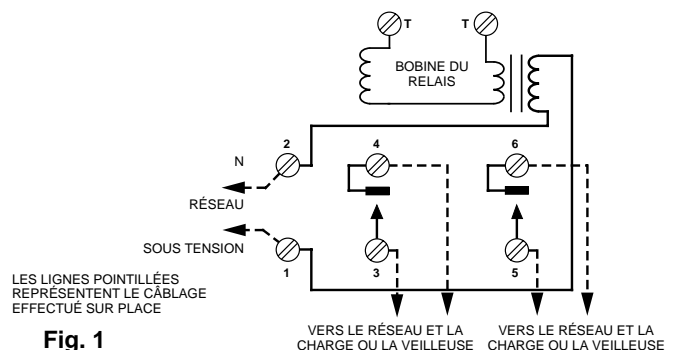 T T
BOBINE DU
RELAIS
2 4 6
N
RÉSEAU
SOUS TENSION
1 3 5
LES LIGNES POINTILLÉES
REPRÉSENTENT LE CÂBLAGE
EFFECTUÉ SUR PLACE
Fig. 1
VERS LE RÉSEAU ET LA
CHARGE OU LA VEILLEUSE
VERS LE RÉSEAU ET LA
CHARGE OU LA VEILLEUSE